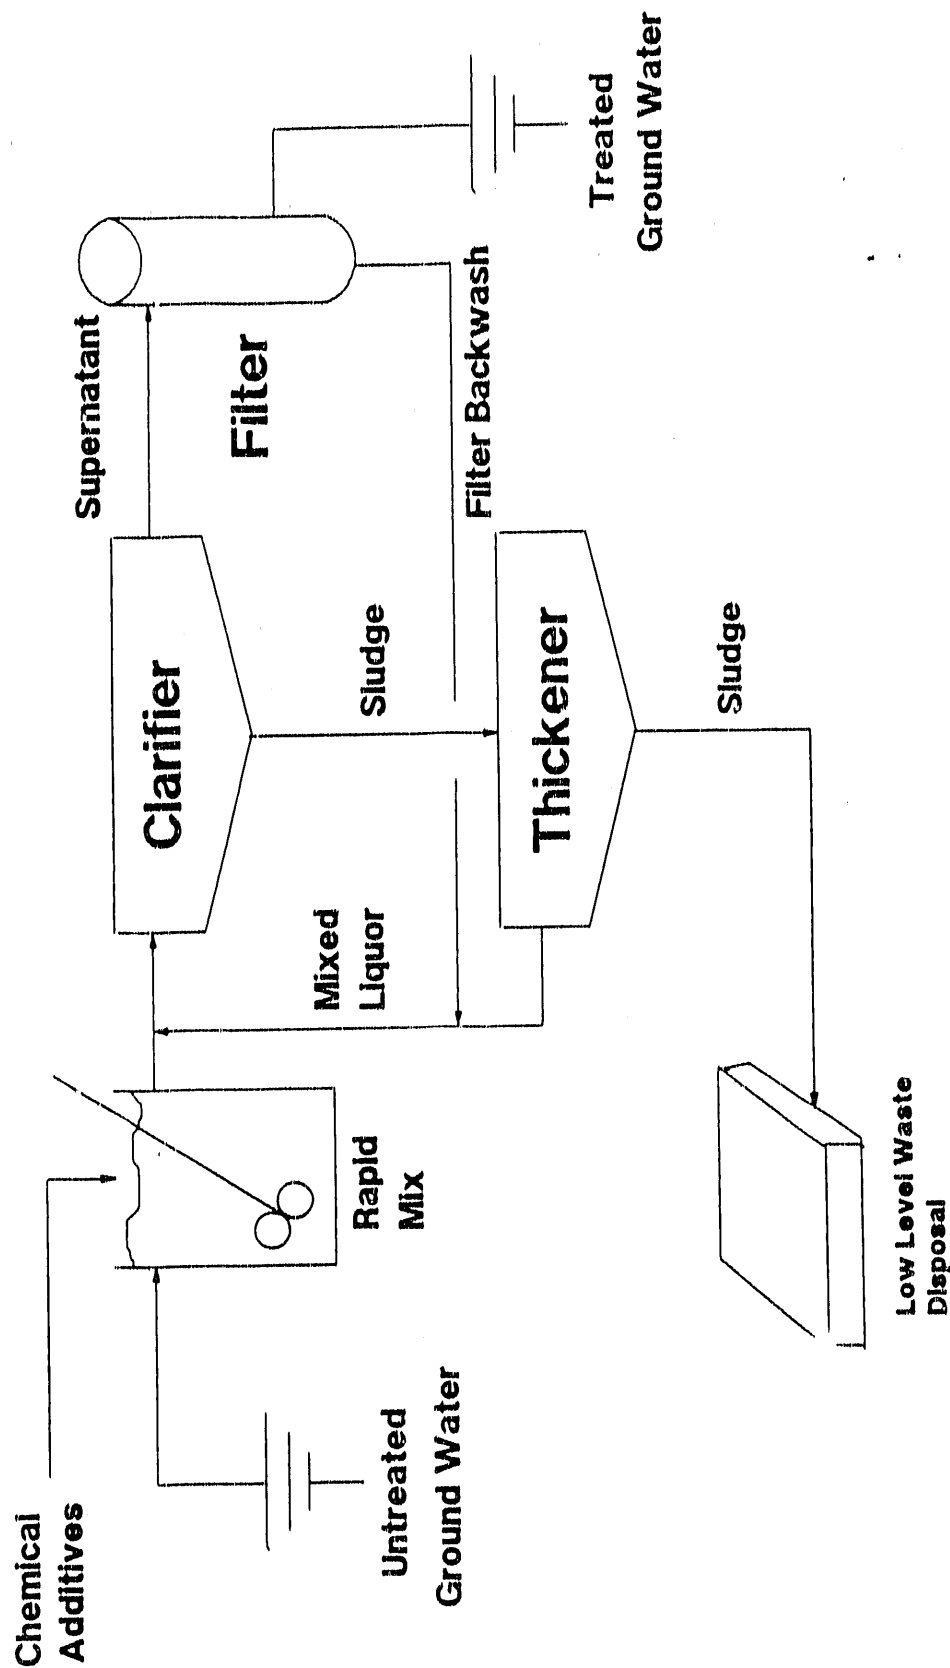 Chemical
Additives
Untreated
Ground Water
Rapid
Mix
Mixed
Liquor
Clarifier
Supernatant
Sludge
Filter
Filter Backwash
Thickener
Sludge
Treated
Ground Water
Low Level Waste
Disposal